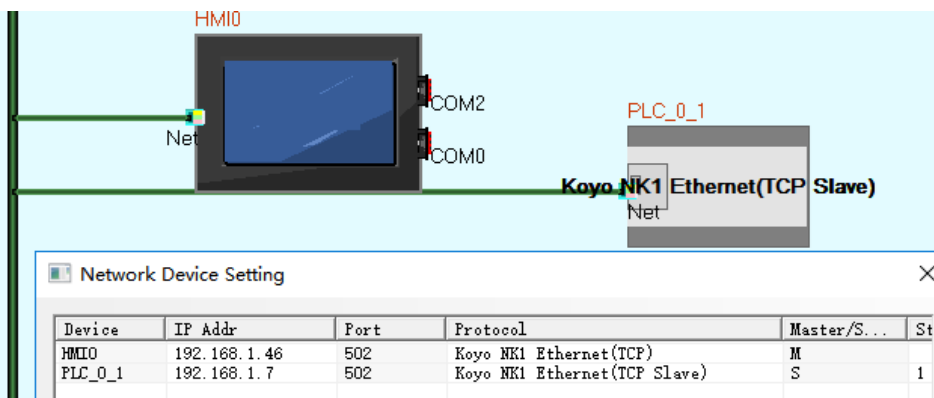 HMI0
COM2
Net
COM0
PLC_0_1
Koyo NK1 Ethernet(TCP Slave)
Net
Network Device Setting
Device IP Addr Port Protocol Master/S... St
HMI0 192.168.1.46 502 Koyo NK1 Ethernet(TCP) M
PLC_0_1 192.168.1.7 502 Koyo NK1 Ethernet(TCP Slave) S 1